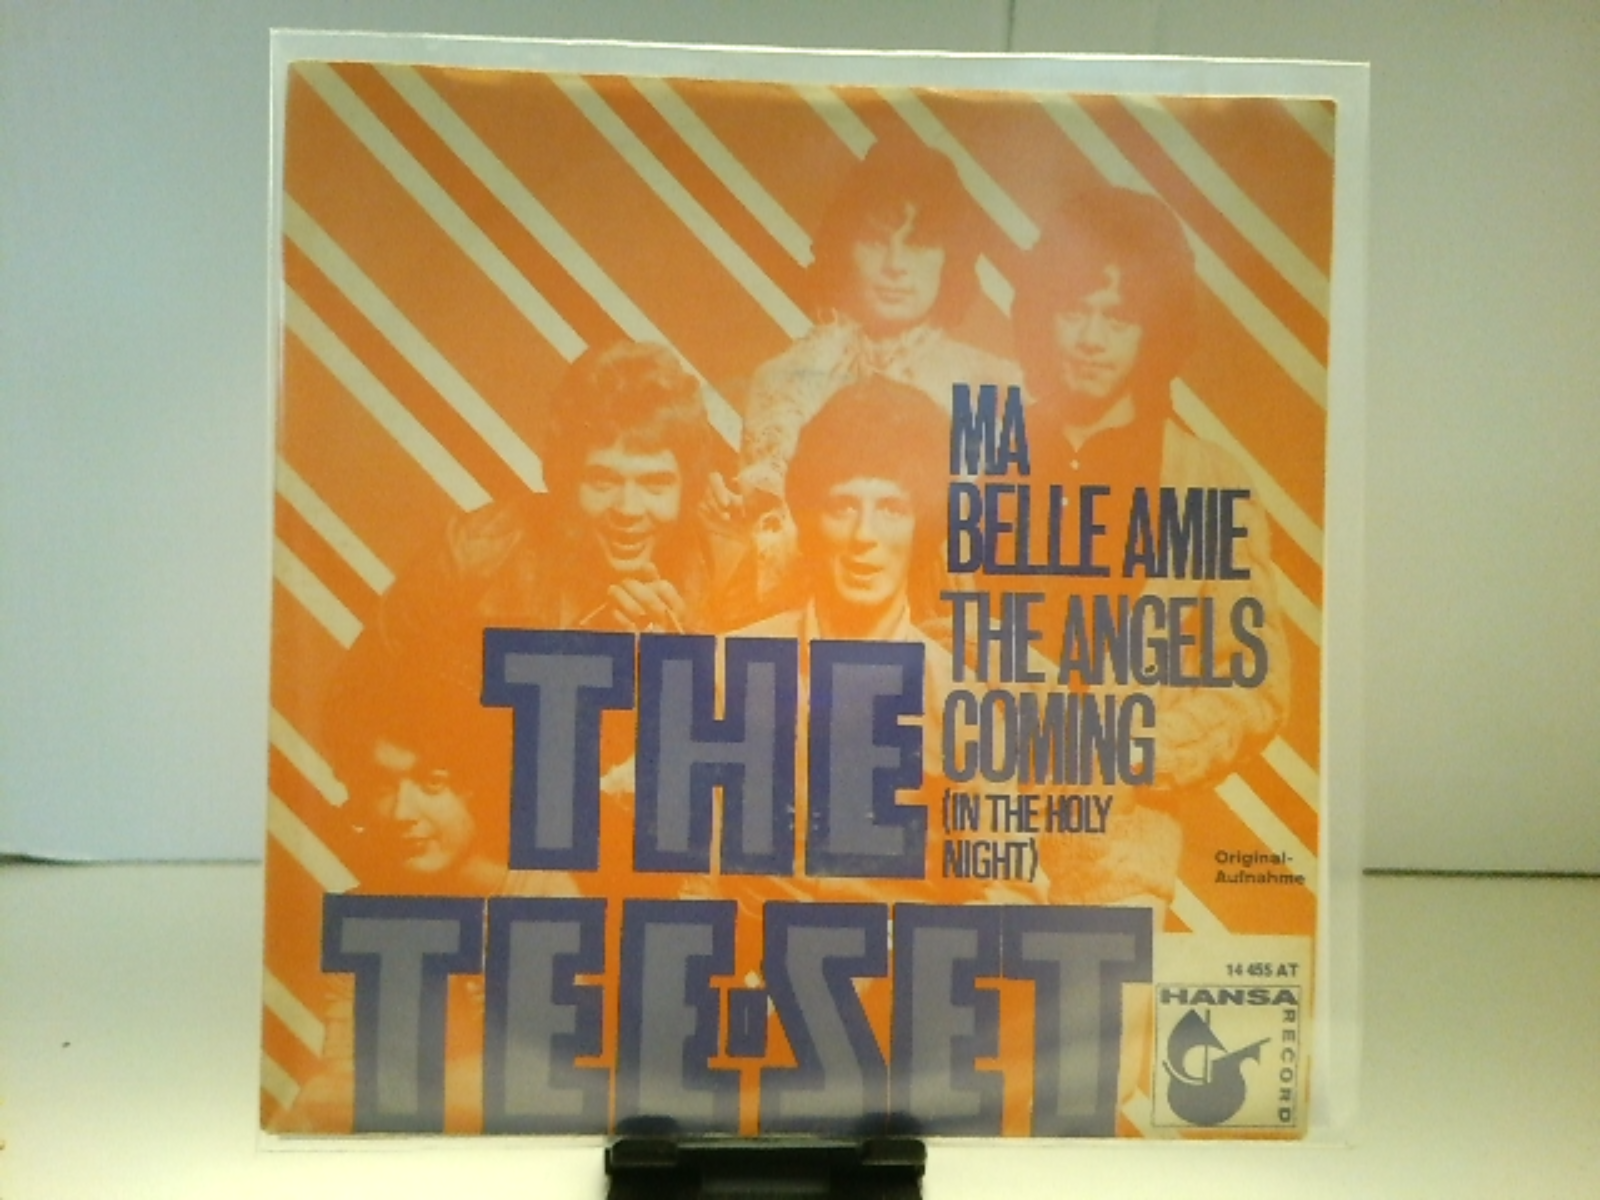 MA
BELLE AMIE
THE ANGELS
COMING
(IN THE HOLY
NIGHT)
THE
TEE-SET
Original-
Aufnahme
14 455 AT
HANSA
RECORD